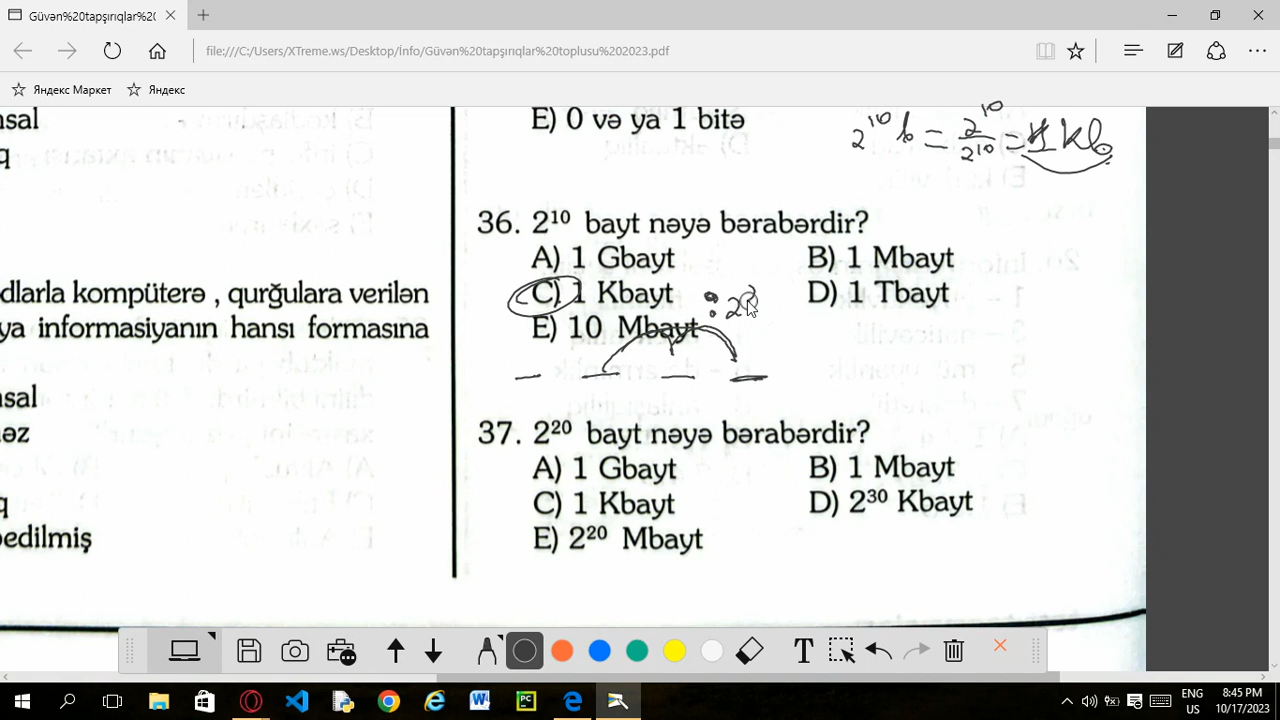 Güvən%20tapşırıqlar%20
file:///C:/Users/XTreme.ws/Desktop/İnfo/Güvən%20tapşırıqlar%20toplusu%202023.pdf
Яндекс Маркет
Яндекс
nsal
q
dlarla kompüterə , qurğulara verilən
ya informasiyanın hansı formasına
nsal
əz
q
pedilmiş
E) 0 və ya 1 bitə
2¹⁰ b = 2¹⁰/2¹⁰ = 1 Kb
36. 2¹⁰ bayt nəyə bərabərdir?
A) 1 Gbayt
B) 1 Mbayt
C) 1 Kbayt
D) 1 Tbayt
E) 10 Mbayt
37. 2²⁰ bayt nəyə bərabərdir?
A) 1 Gbayt
B) 1 Mbayt
C) 1 Kbayt
D) 2³⁰ Kbayt
E) 2²⁰ Mbayt
T
ENG
US
8:45 PM
10/17/2023